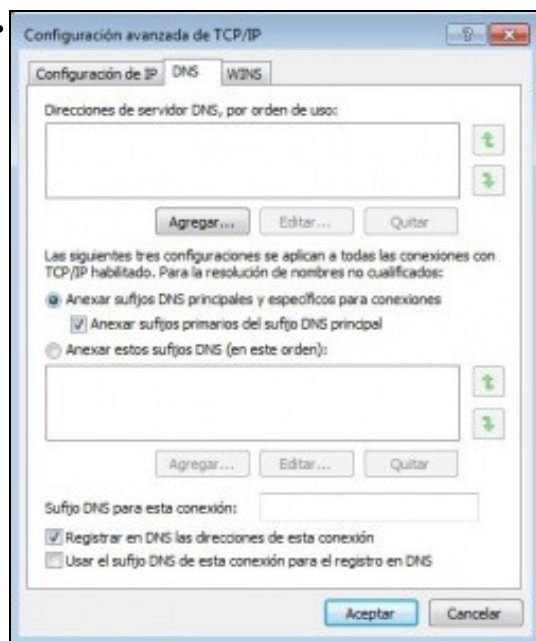 Configuración avanzada de TCP/IP
Configuración de IP DNS WINS
Direcciones de servidor DNS, por orden de uso:
Agregar... Editar... Quitar
Las siguientes tres configuraciones se aplican a todas las conexiones con
TCP/IP habilitado. Para la resolución de nombres no cualificados:
Anexar sufijos DNS principales y específicos para conexiones
Anexar sufijos primarios del sufijo DNS principal
Anexar estos sufijos DNS (en este orden):
Agregar... Editar... Quitar
Sufijo DNS para esta conexión:
Registrar en DNS las direcciones de esta conexión
Usar el sufijo DNS de esta conexión para el registro en DNS
Aceptar Cancelar